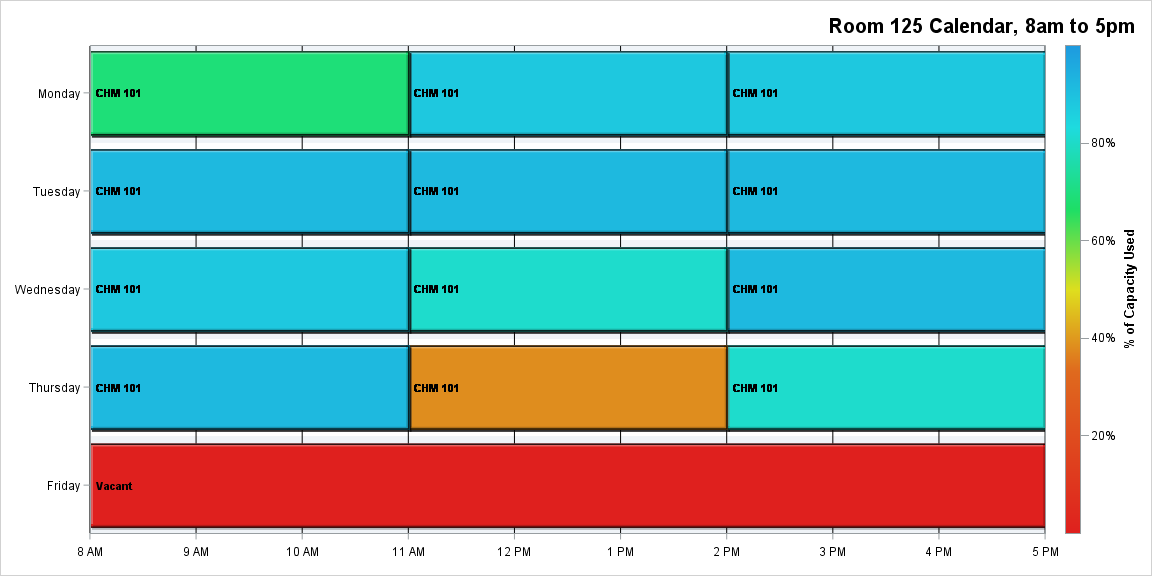 Room 125 Calendar, 8am to 5pm
Monday CHM 101 CHM 101 CHM 101
80%
Tuesday CHM 101 CHM 101 CHM 101
60%
% of Capacity Used
Wednesday CHM 101 CHM 101 CHM 101
40%
Thursday CHM 101 CHM 101 CHM 101
20%
Friday Vacant
8 AM 9 AM 10 AM 11 AM 12 PM 1 PM 2 PM 3 PM 4 PM 5 PM